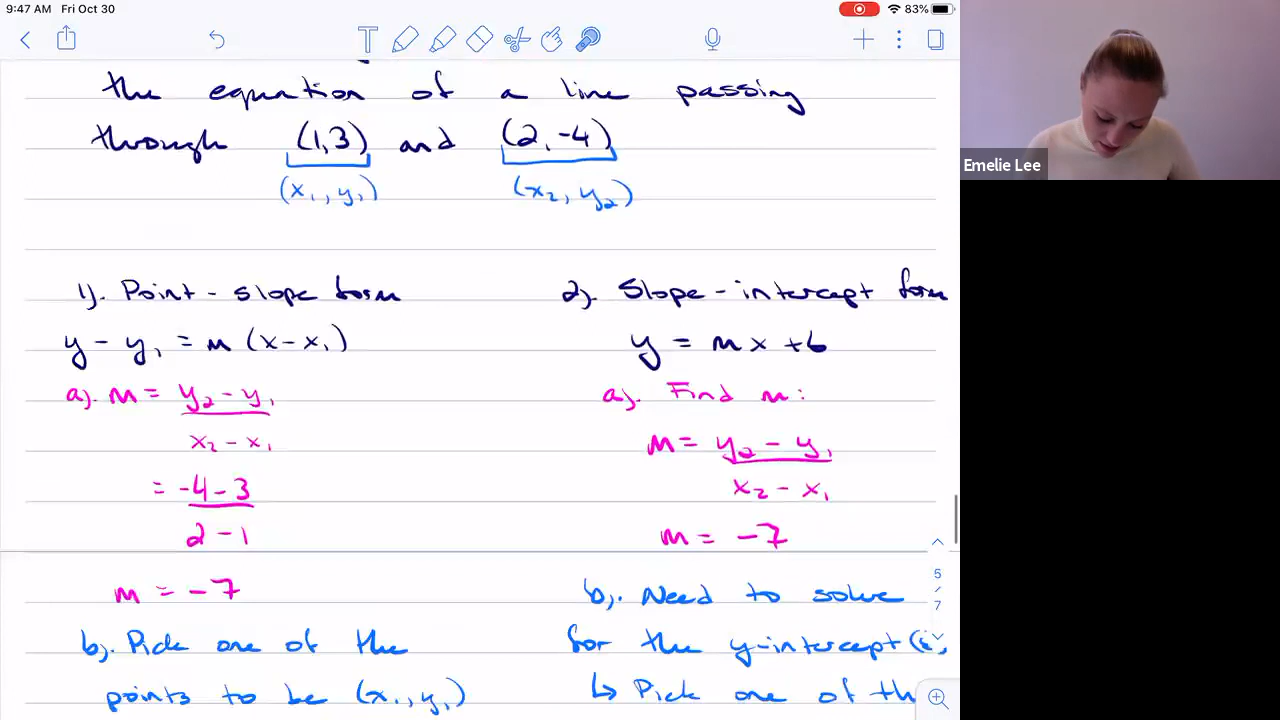 9:47 AM Fri Oct 30
83%
the equation of a line passing
through (1,3) and (2,-4)
(x₁, y₁) (x₂, y₂)
Emelie Lee
1). Point-slope form
y - y₁ = m (x - x₁)
a). m = y₂ - y₁
x₂ - x₁
= -4 - 3
2 - 1
m = -7
b). Pick one of the
points to be (x₁, y₁)
2). Slope-intercept form
y = mx + b
a). Find m:
m = y₂ - y₁
x₂ - x₁
m = -7
b). Need to solve
for the y-intercept
↳ Pick one of
5
/
7